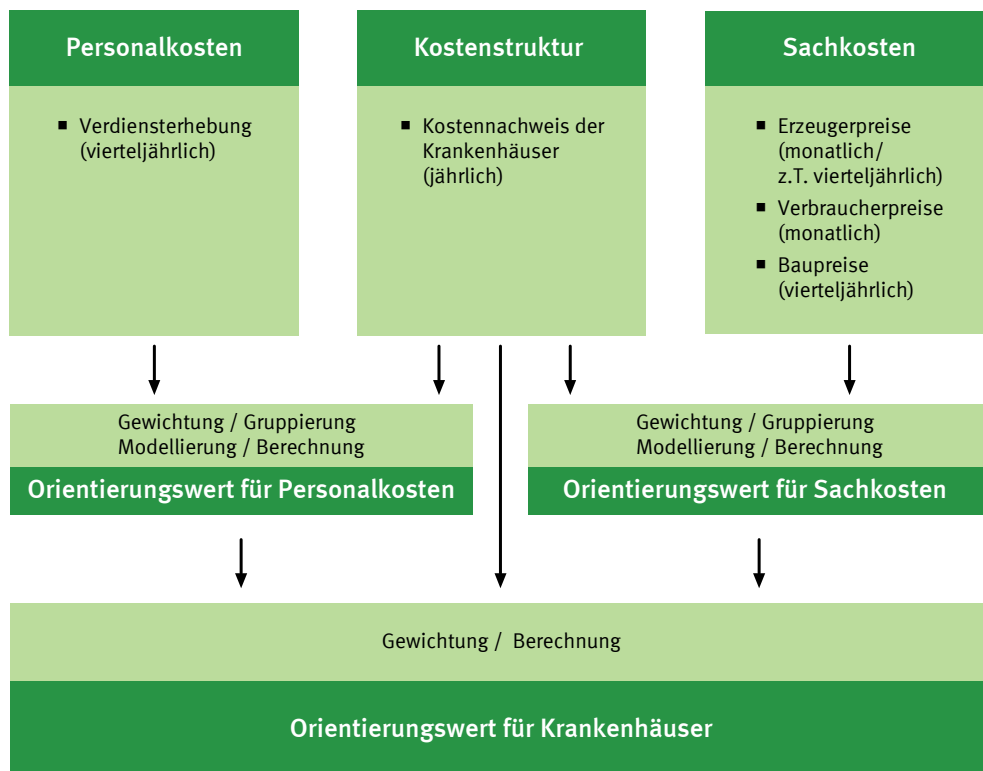 Personalkosten
▪ Verdiensterhebung
(vierteljährlich)
Kostenstruktur
▪ Kostennachweis der
Krankenhäuser
(jährlich)
Sachkosten
▪ Erzeugerpreise
(monatlich/
z.T. vierteljährlich)
▪ Verbraucherpreise
(monatlich)
▪ Baupreise
(vierteljährlich)
Gewichtung / Gruppierung
Modellierung / Berechnung
Orientierungswert für Personalkosten
Gewichtung / Gruppierung
Modellierung / Berechnung
Orientierungswert für Sachkosten
Gewichtung / Berechnung
Orientierungswert für Krankenhäuser